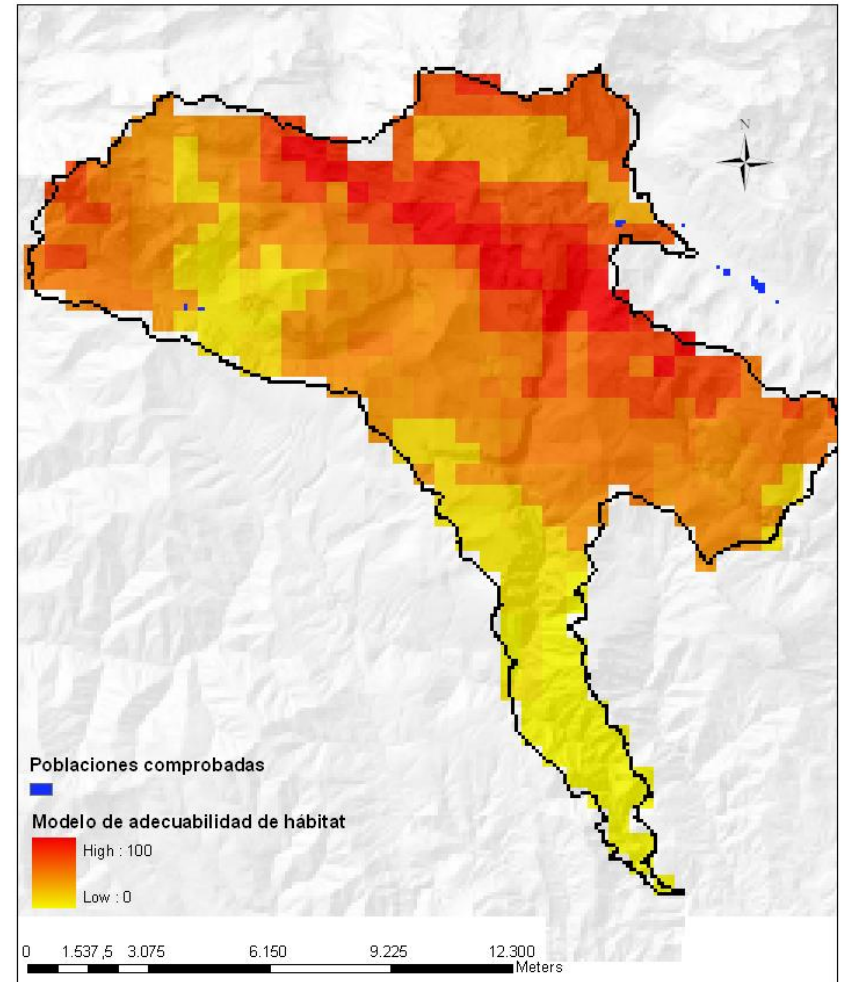 N
Poblaciones comprobadas
Modelo de adecuabilidad de hábitat
High : 100
Low : 0
0 1.537,5 3.075 6.150 9.225 12.300
Meters